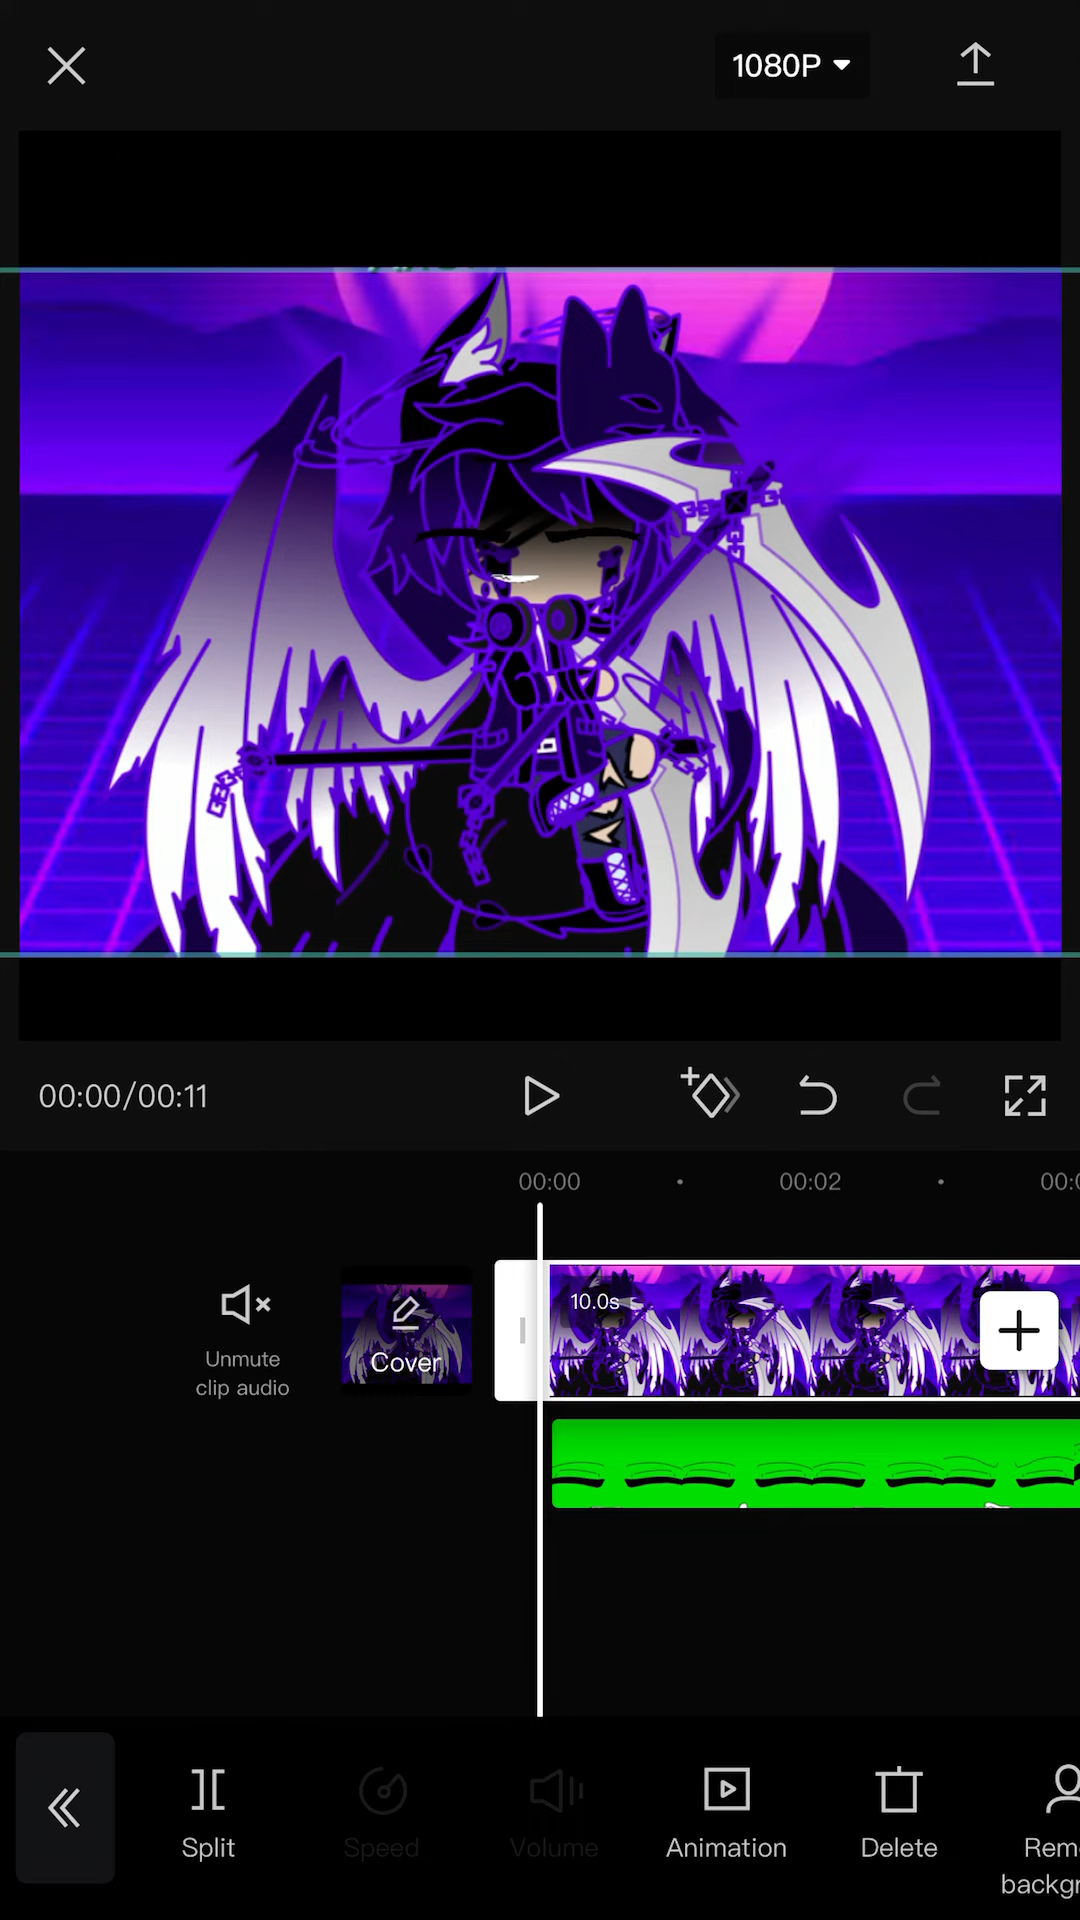 1080P
00:00/00:11
00:00
00:02
10.0s
Unmute
clip audio
Cover
Split
Speed
Volume
Animation
Delete